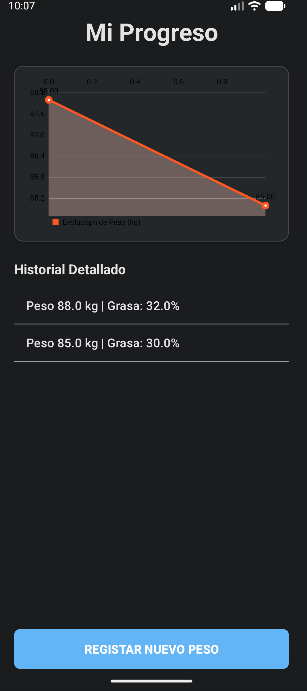 10:07
Mi Progreso
0.0 0.2 0.4 0.6 0.8
88.00
87.6
67.0
86.4
85.8
85.2
85.00
Evolución de Peso (kg)
Historial Detallado
Peso 88.0 kg | Grasa: 32.0%
Peso 85.0 kg | Grasa: 30.0%
REGISTAR NUEVO PESO